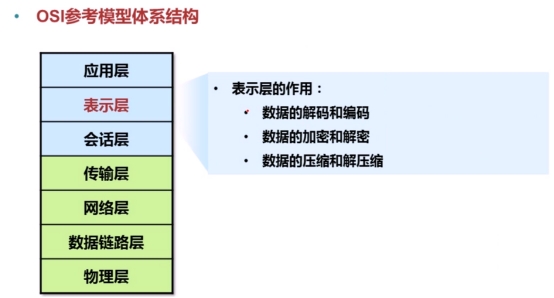 OSI参考模型体系结构
应用层
表示层
会话层
传输层
网络层
数据链路层
物理层
表示层的作用：
数据的解码和编码
数据的加密和解密
数据的压缩和解压缩